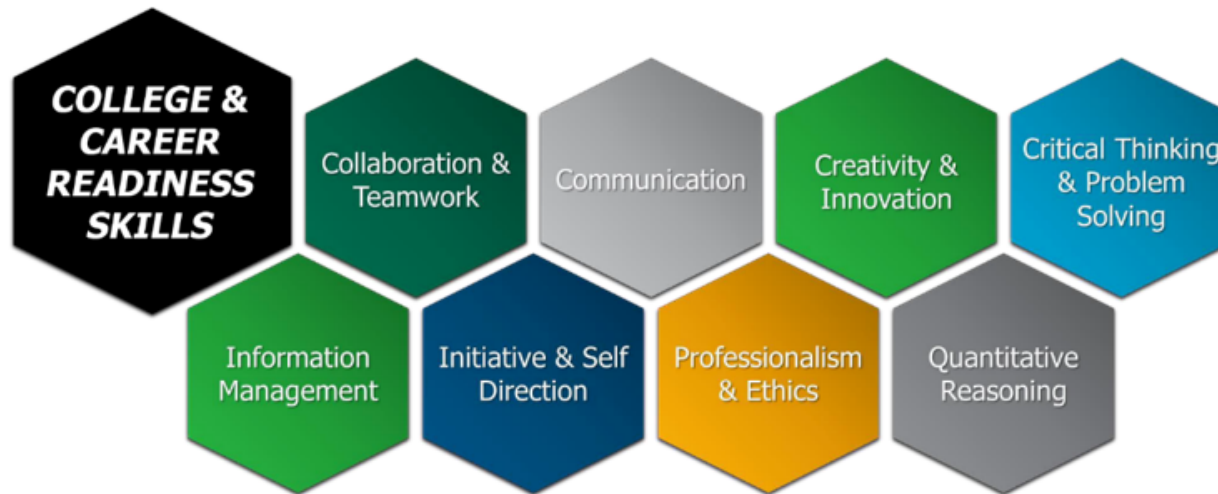 COLLEGE &
CAREER
READINESS
SKILLS
Collaboration &
Teamwork
Communication
Creativity &
Innovation
Critical Thinking
& Problem
Solving
Information
Management
Initiative & Self
Direction
Professionalism
& Ethics
Quantitative
Reasoning